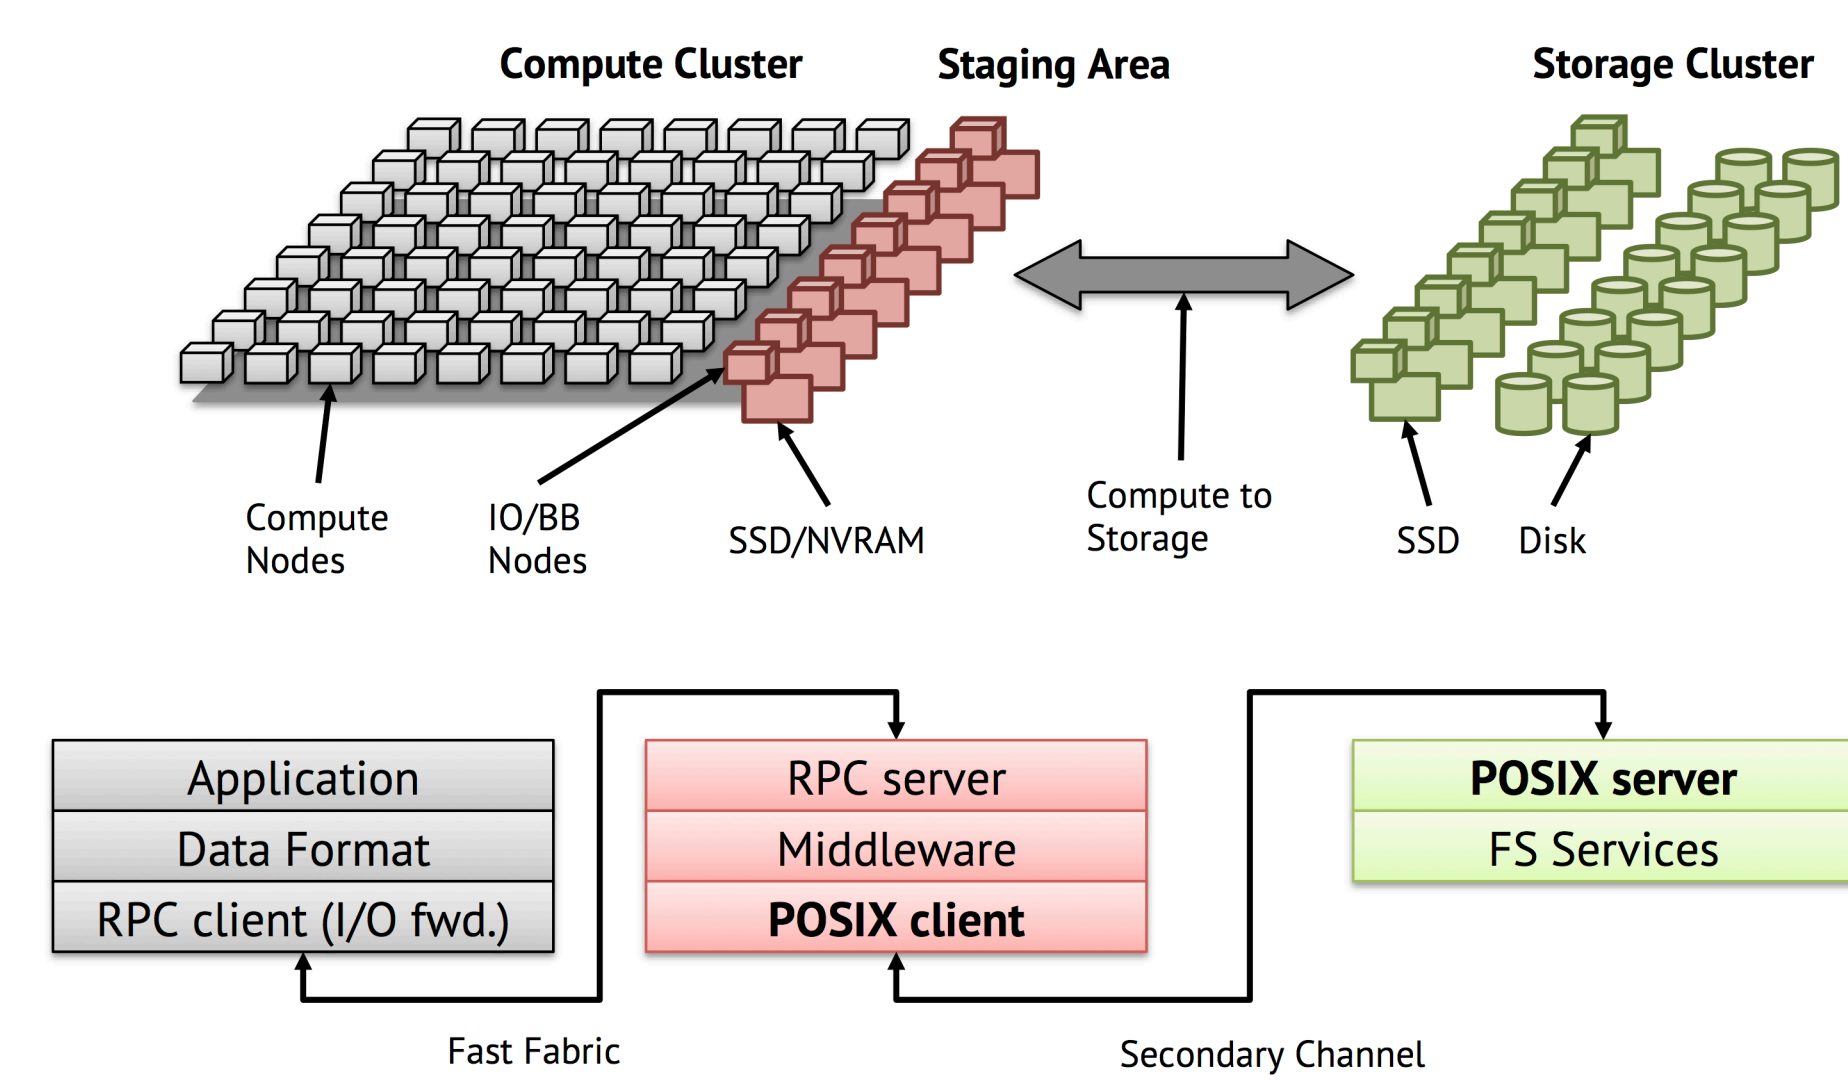 Compute Cluster
Staging Area
Storage Cluster
Compute
Nodes
IO/BB
Nodes
SSD/NVRAM
Compute to
Storage
SSD
Disk
Application
Data Format
RPC client (I/O fwd.)
RPC server
Middleware
POSIX client
POSIX server
FS Services
Fast Fabric
Secondary Channel